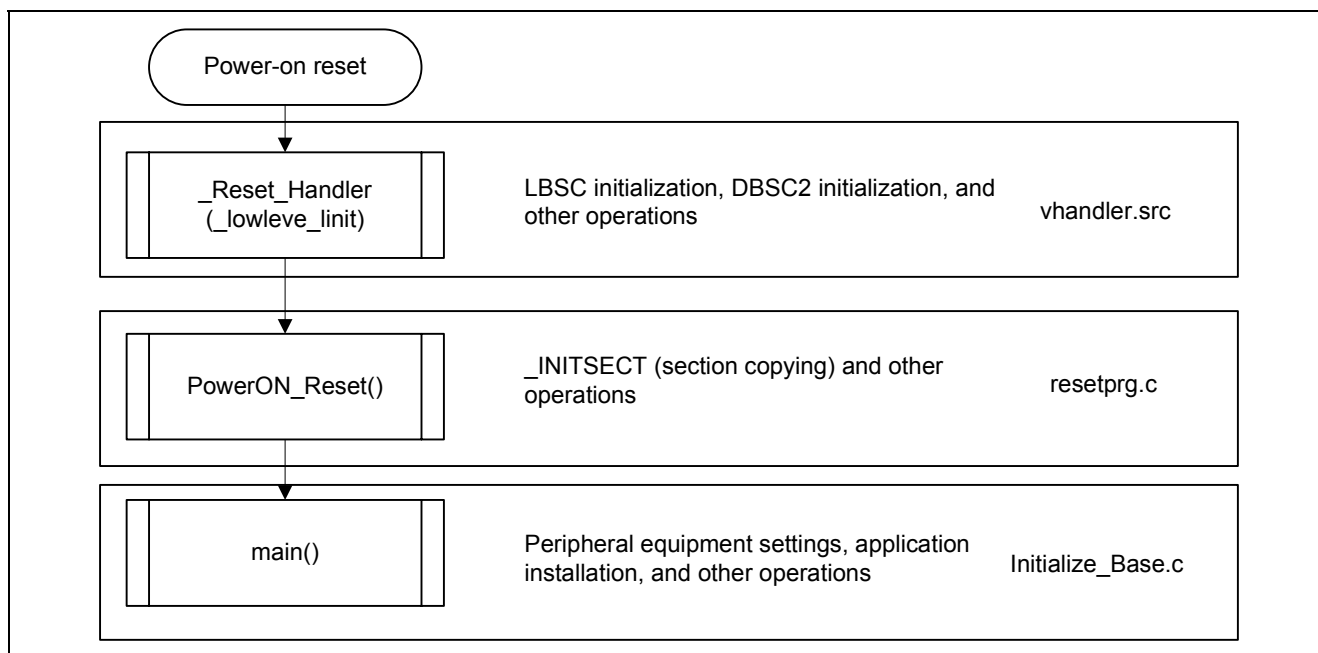 Power-on reset
_Reset_Handler
(_lowleve_linit)
LBSC initialization, DBSC2 initialization, and
other operations
vhandler.src
PowerON_Reset()
_INITSECT (section copying) and other
operations
resetprg.c
main()
Peripheral equipment settings, application
installation, and other operations
Initialize_Base.c